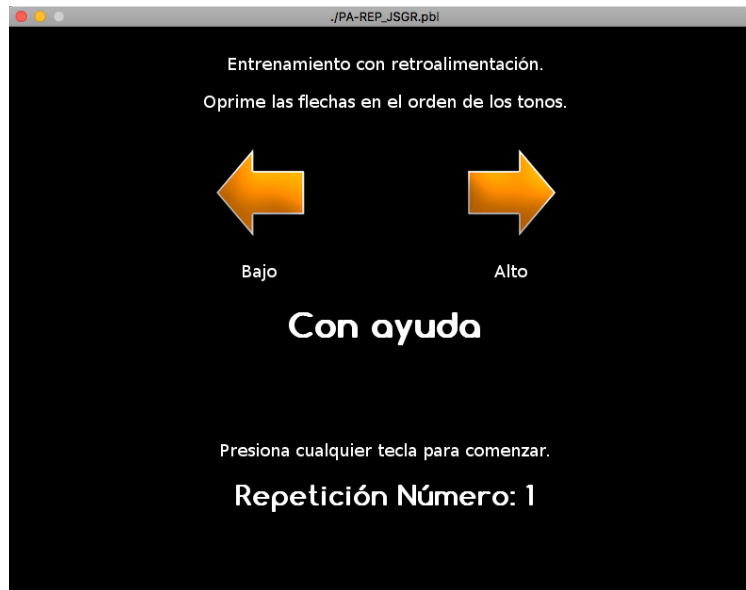 ./PA-REP_JSGR.pbl
Entrenamiento con retroalimentación.
Oprime las flechas en el orden de los tonos.
Bajo Alto
Con ayuda
Presiona cualquier tecla para comenzar.
Repetición Número: 1